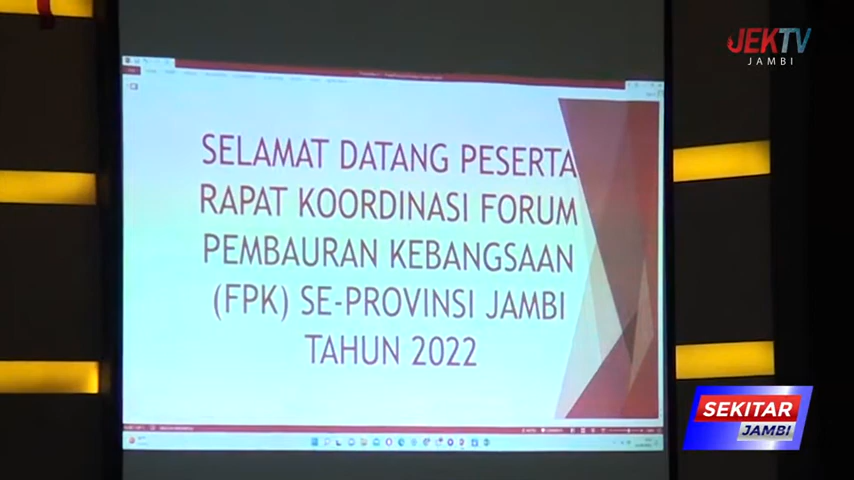 JEKTV
JAMBI
SELAMAT DATANG PESERTA
RAPAT KOORDINASI FORUM
PEMBAURAN KEBANGSAAN
(FPK) SE-PROVINSI JAMBI
TAHUN 2022
SEKITAR
JAMBI